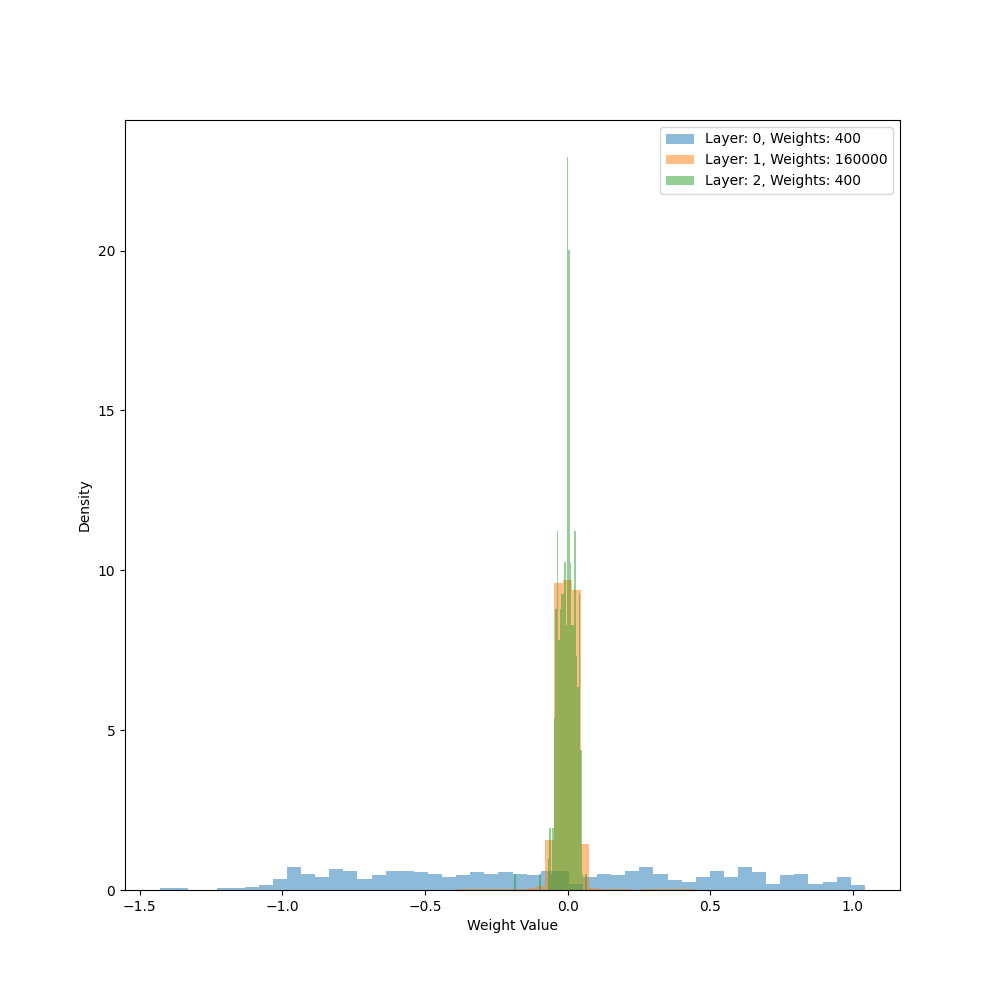 Layer: 0, Weights: 400
Layer: 1, Weights: 160000
Layer: 2, Weights: 400
20
15
10
5
0
Density
−1.5
−1.0
−0.5
0.0
0.5
1.0
Weight Value